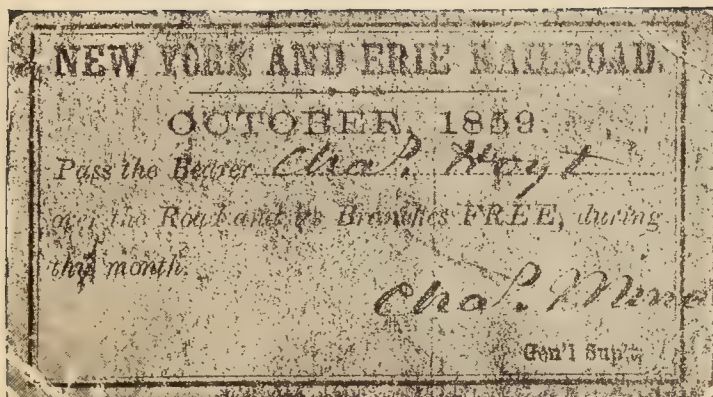 NEW YORK AND ERIE RAILROAD.
OCTOBER, 1859.
Pass the Bearer Chas. Hoyt
over the Road and its Branches FREE, during
this month.
Chas. Mino
Gen'l Sup't.